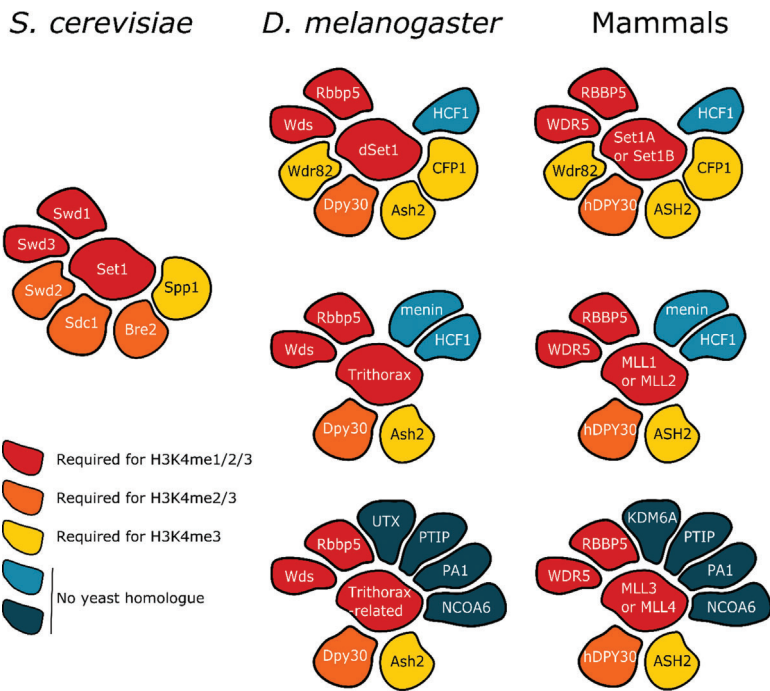 S. cerevisiae
D. melanogaster
Mammals
Swd1
Swd3
Set1
Swd2
Spp1
Sdc1
Bre2
Rbbp5
HCF1
Wds
dSet1
Wdr82
CFP1
Dpy30
Ash2
RBBP5
HCF1
WDR5
Set1A
or Set1B
Wdr82
CFP1
hDPY30
ASH2
menin
Rbbp5
HCF1
Wds
Trithorax
Dpy30
Ash2
menin
RBBP5
HCF1
WDR5
MLL1
or MLL2
hDPY30
ASH2
UTX
PTIP
Rbbp5
PA1
Wds
Trithorax
-related
NCOA6
Dpy30
Ash2
KDM6A
PTIP
RBBP5
PA1
WDR5
MLL3
or MLL4
NCOA6
hDPY30
ASH2
Required for H3K4me1/2/3
Required for H3K4me2/3
Required for H3K4me3
No yeast homologue